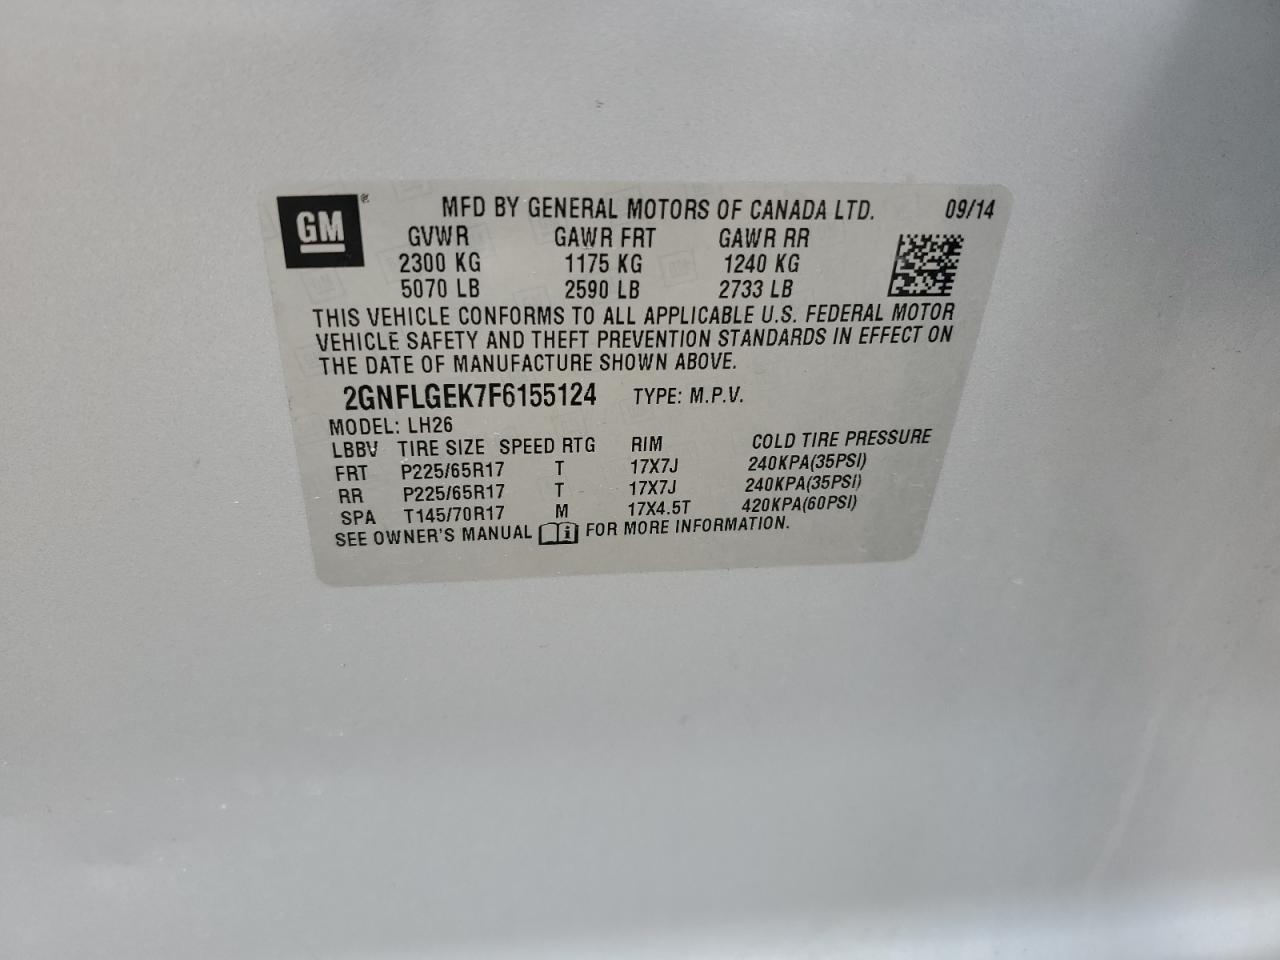 GM ®
MFD BY GENERAL MOTORS OF CANADA LTD. 09/14
GVWR GAWR FRT GAWR RR
2300 KG 1175 KG 1240 KG
5070 LB 2590 LB 2733 LB
THIS VEHICLE CONFORMS TO ALL APPLICABLE U.S. FEDERAL MOTOR
VEHICLE SAFETY AND THEFT PREVENTION STANDARDS IN EFFECT ON
THE DATE OF MANUFACTURE SHOWN ABOVE.
2GNFLGEK7F6155124 TYPE: M.P.V.
MODEL: LH26
LBBV TIRE SIZE SPEED RTG RIM COLD TIRE PRESSURE
FRT P225/65R17 T 17X7J 240KPA(35PSI)
RR P225/65R17 T 17X7J 240KPA(35PSI)
SPA T145/70R17 M 17X4.5T 420KPA(60PSI)
SEE OWNER'S MANUAL i FOR MORE INFORMATION.